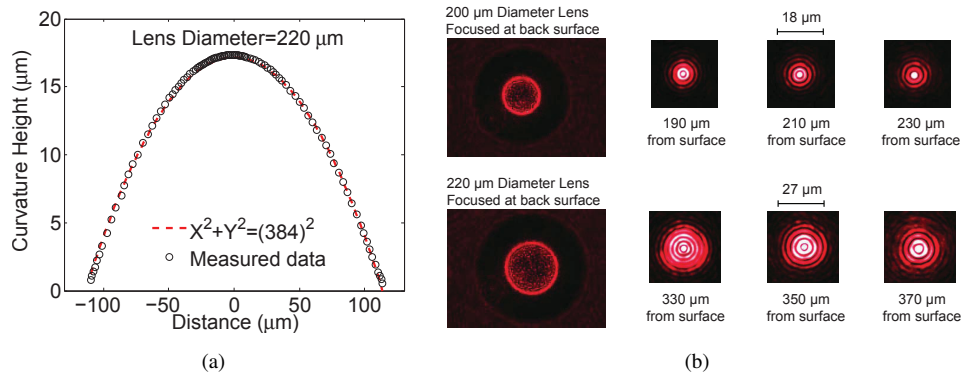 Lens Diameter=220 μm
Curvature Height (μm)
20
15
10
5
0
X²+Y²=(384)²
Measured data
−100 −50 0 50 100
Distance (μm)
(a)
200 μm Diameter Lens
Focused at back surface
18 μm
190 μm
from surface
210 μm
from surface
230 μm
from surface
220 μm Diameter Lens
Focused at back surface
27 μm
330 μm
from surface
350 μm
from surface
370 μm
from surface
(b)